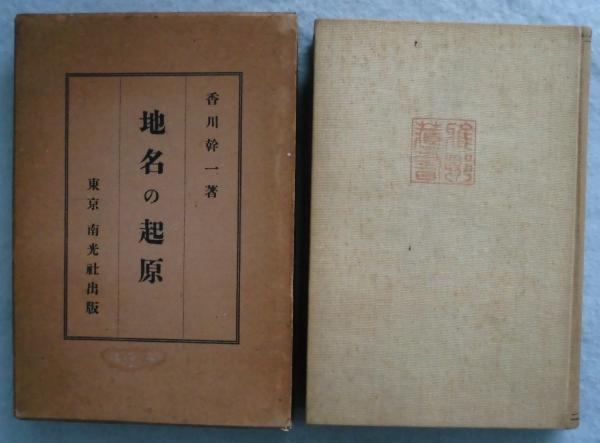 香川幹一著
地名の起原
東京 南光社出版